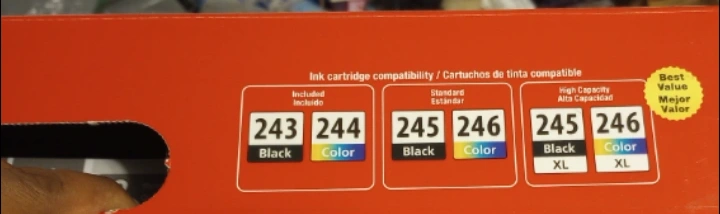 Ink cartridge compatibility / Cartuchos de tinta compatible
Included
Incluido
243
Black
244
Color
Standard
Estándar
245
Black
246
Color
High Capacity
Alta Capacidad
245
Black
XL
246
Color
XL
Best
Value
Mejor
Valor